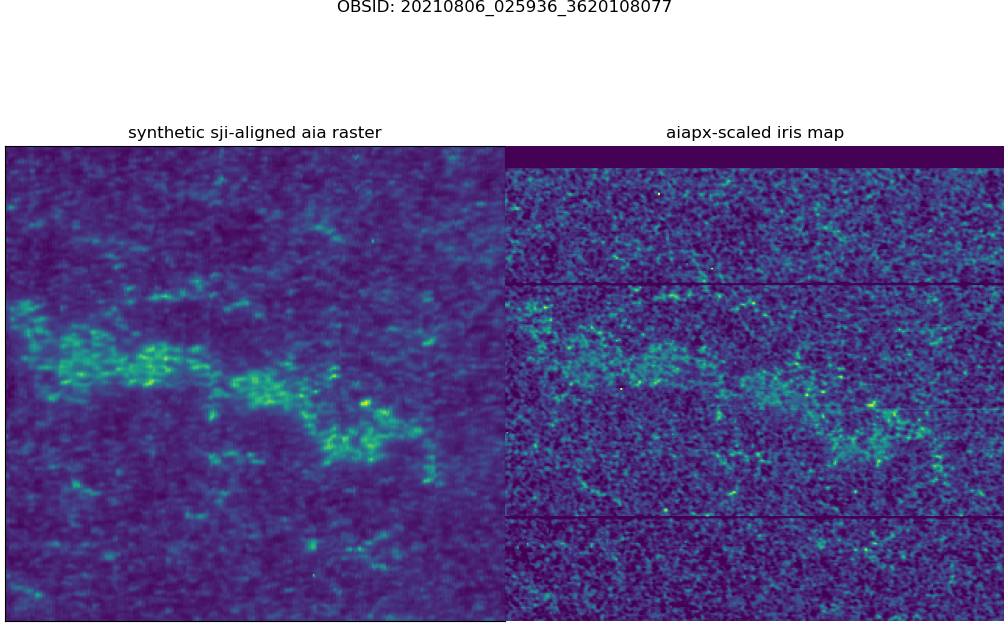 OBSID: 20210806_025936_3620108077
synthetic sji-aligned aia raster
aiapx-scaled iris map